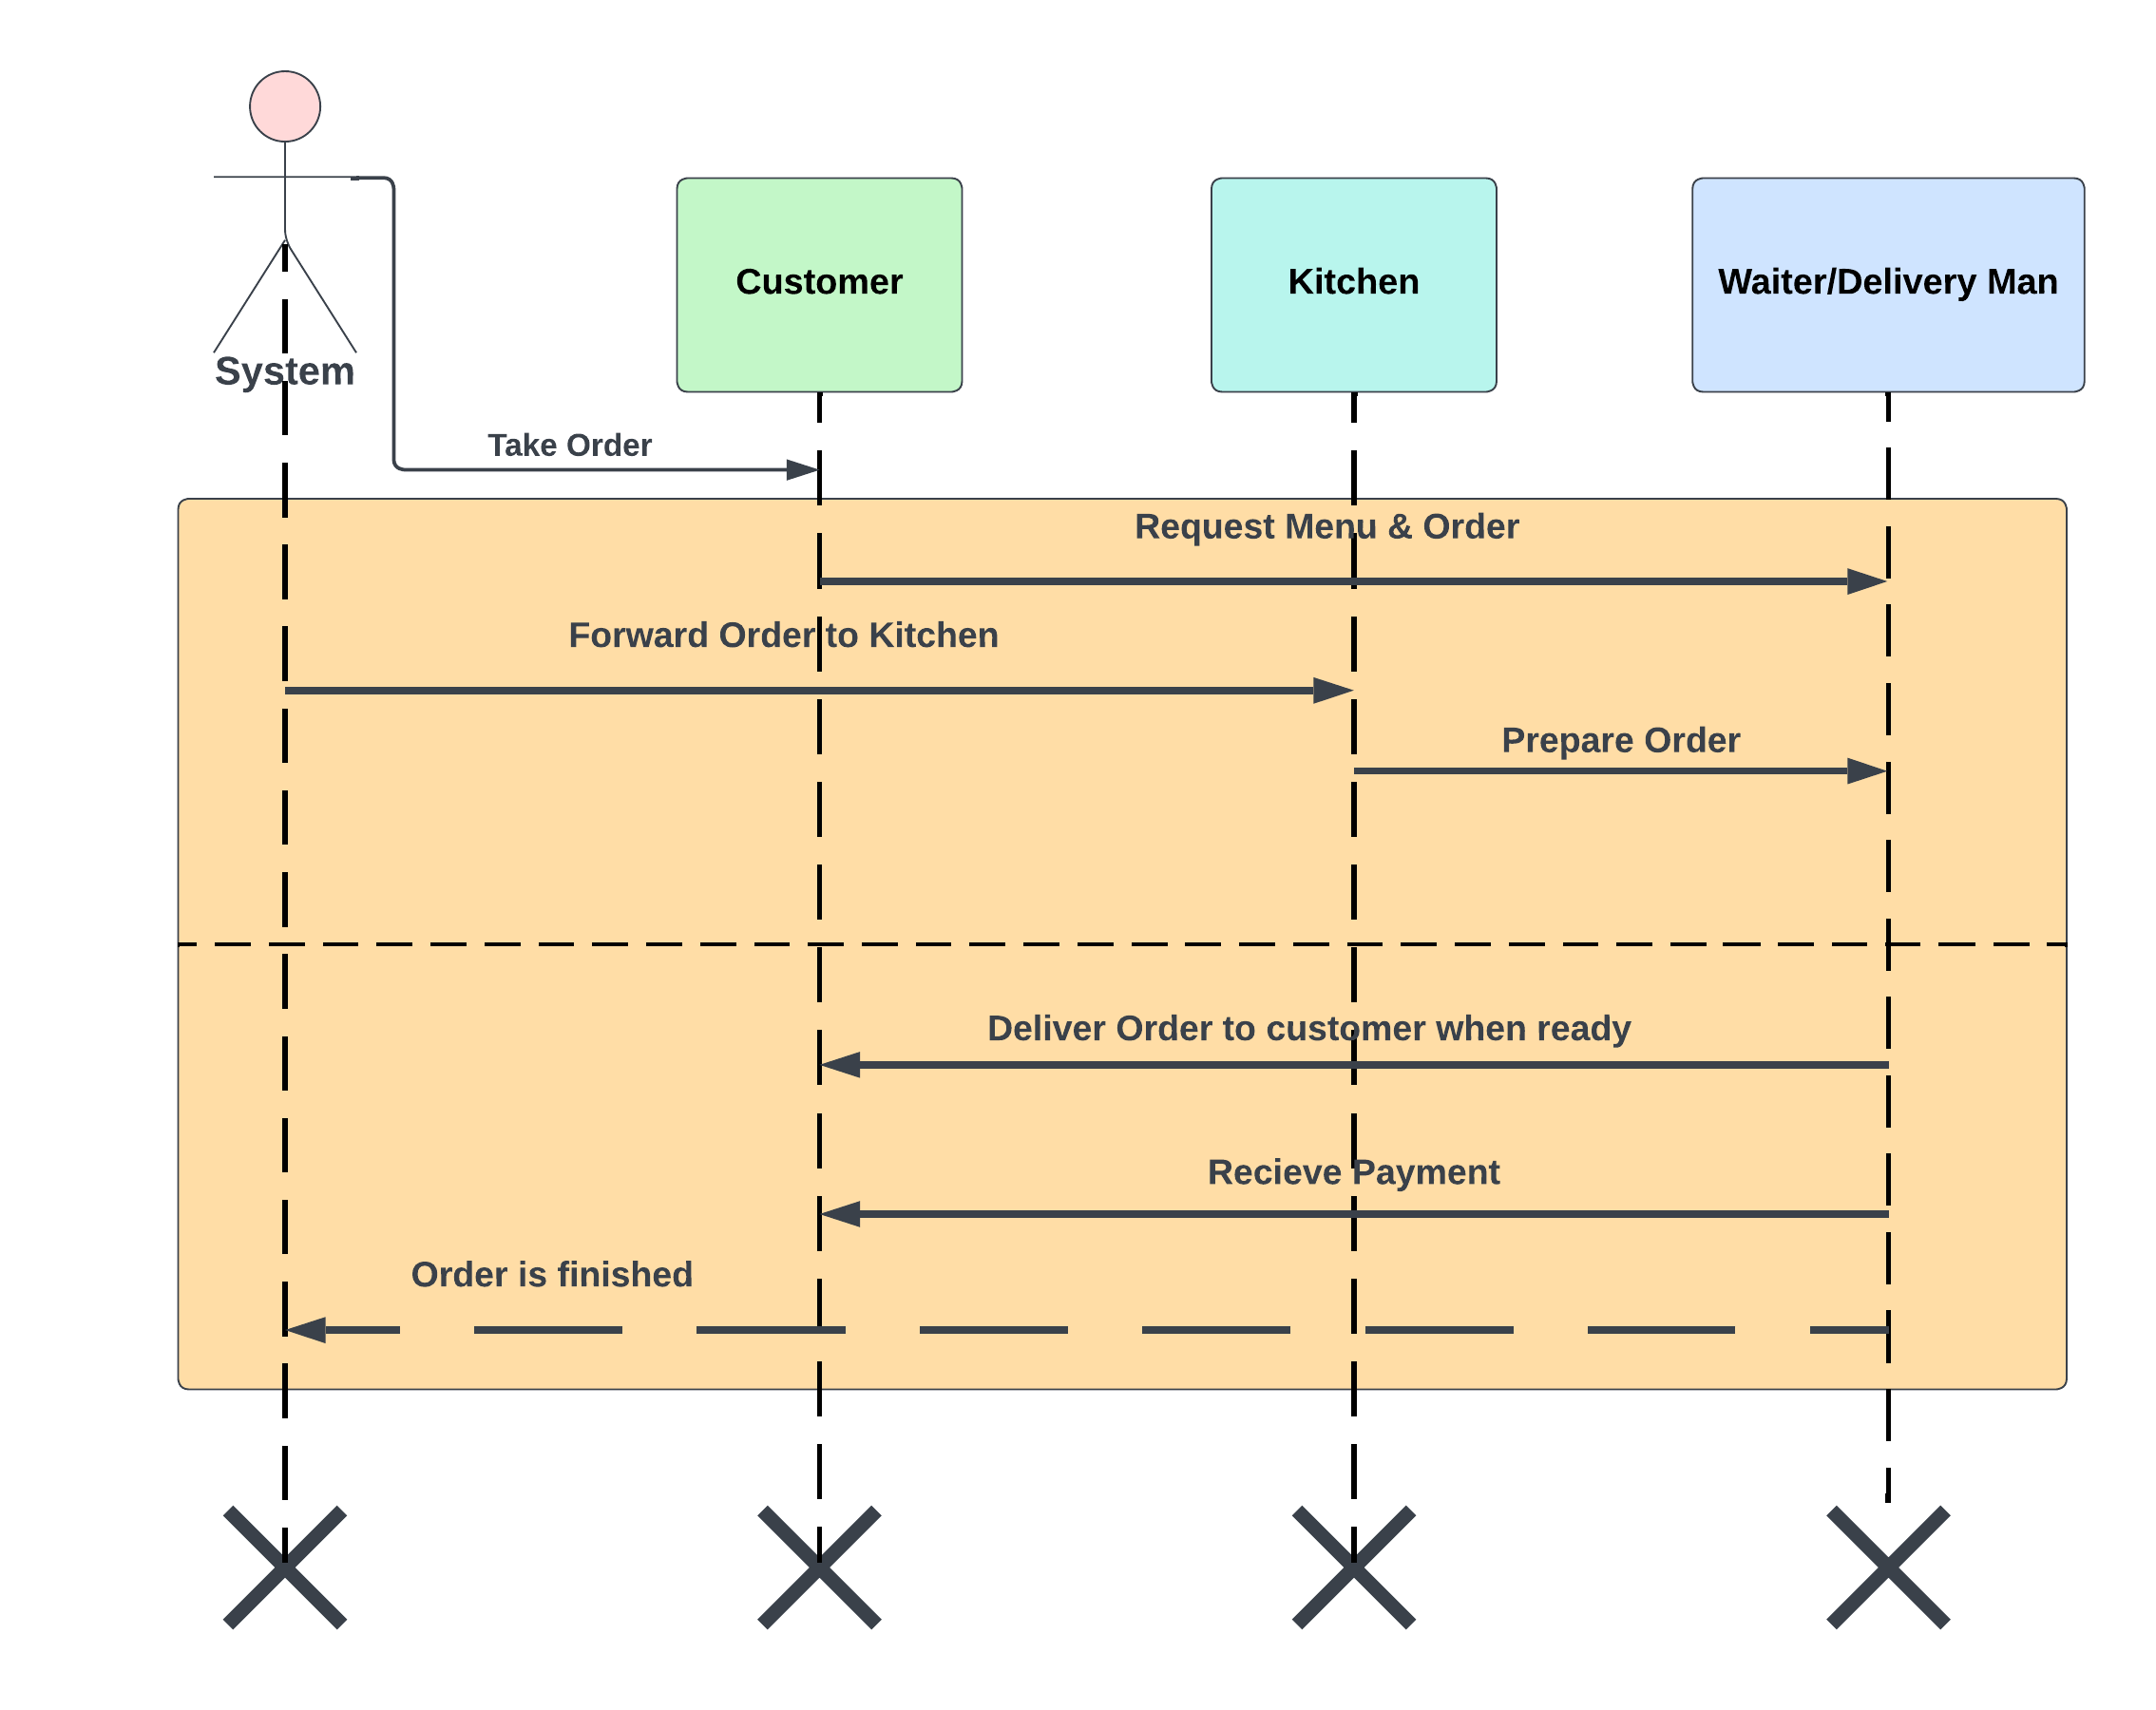 System
Customer
Kitchen
Waiter/Delivery Man
Take Order
Request Menu & Order
Forward Order to Kitchen
Prepare Order
Deliver Order to customer when ready
Recieve Payment
Order is finished